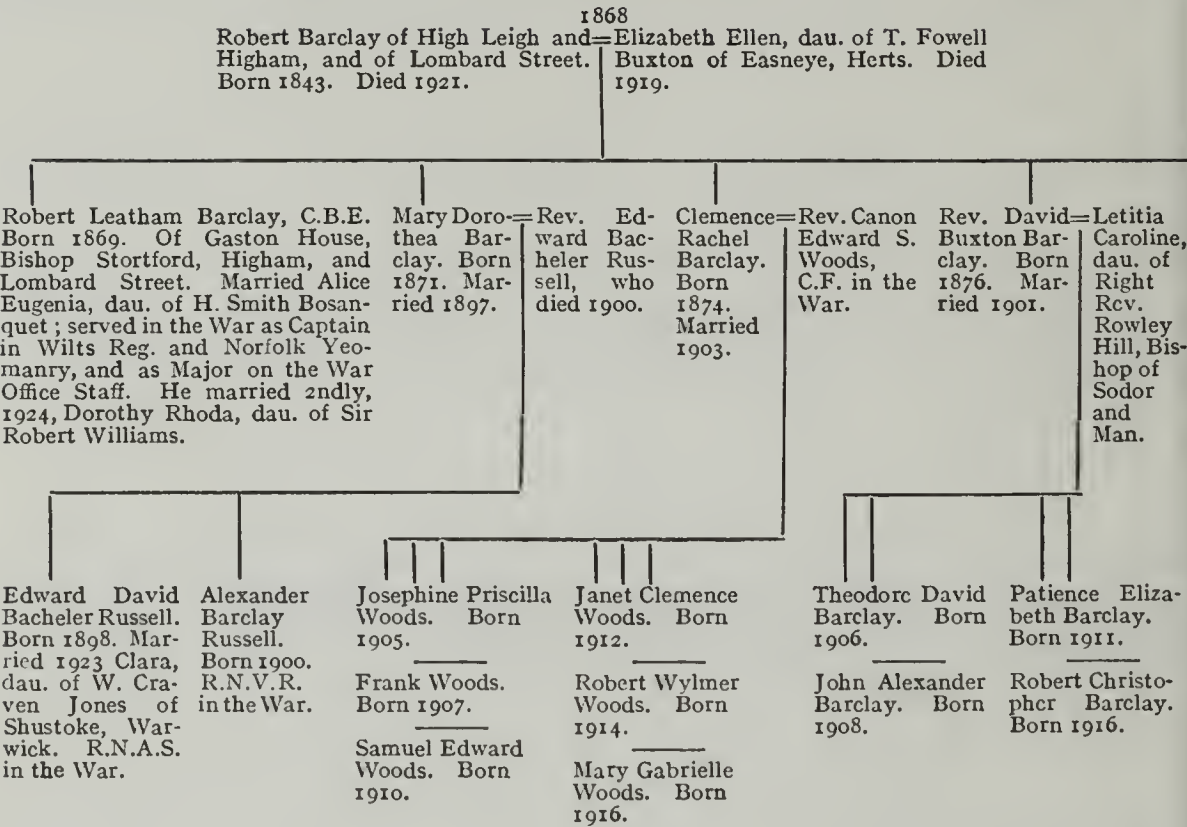 1868
Robert Barclay of High Leigh and=Elizabeth Ellen, dau. of T. Fowell
Higham, and of Lombard Street. Buxton of Easneye, Herts. Died
Born 1843. Died 1921. 1919.
Robert Leatham Barclay, C.B.E.
Born 1869. Of Gaston House,
Bishop Stortford, Higham, and
Lombard Street. Married Alice
Eugenia, dau. of H. Smith Bosan-
quet ; served in the War as Captain
in Wilts Reg. and Norfolk Yeo-
manry, and as Major on the War
Office Staff. He married 2ndly,
1924, Dorothy Rhoda, dau. of Sir
Robert Williams.
Mary Doro-=Rev. Ed-
thea Bar- ward Bac-
clay. Born heler Rus-
1871. Mar- sell, who
ried 1897. died 1900.
Clemence=Rev. Canon
Rachel Edward S.
Barclay. Woods,
Born C.F. in the
1874. War.
Married
1903.
Rev. David=Letitia
Buxton Bar- Caroline,
clay. Born dau. of
1876. Mar- Right
ried 1901. Rev.
Rowley
Hill, Bis-
hop of
Sodor
and
Man.
Edward David
Bacheler Russell.
Born 1898. Mar-
ried 1923 Clara,
dau. of W. Cra-
ven Jones of
Shustoke, War-
wick. R.N.A.S.
in the War.
Alexander
Barclay
Russell.
Born 1900.
R.N.V.R.
in the War.
Josephine Priscilla
Woods. Born
1905.
Frank Woods.
Born 1907.
Samuel Edward
Woods. Born
1910.
Janet Clemence
Woods. Born
1912.
Robert Wylmer
Woods. Born
1914.
Mary Gabrielle
Woods. Born
1916.
Theodore David
Barclay. Born
1906.
John Alexander
Barclay. Born
1908.
Patience Eliza-
beth Barclay.
Born 1911.
Robert Christo-
pher Barclay.
Born 1916.